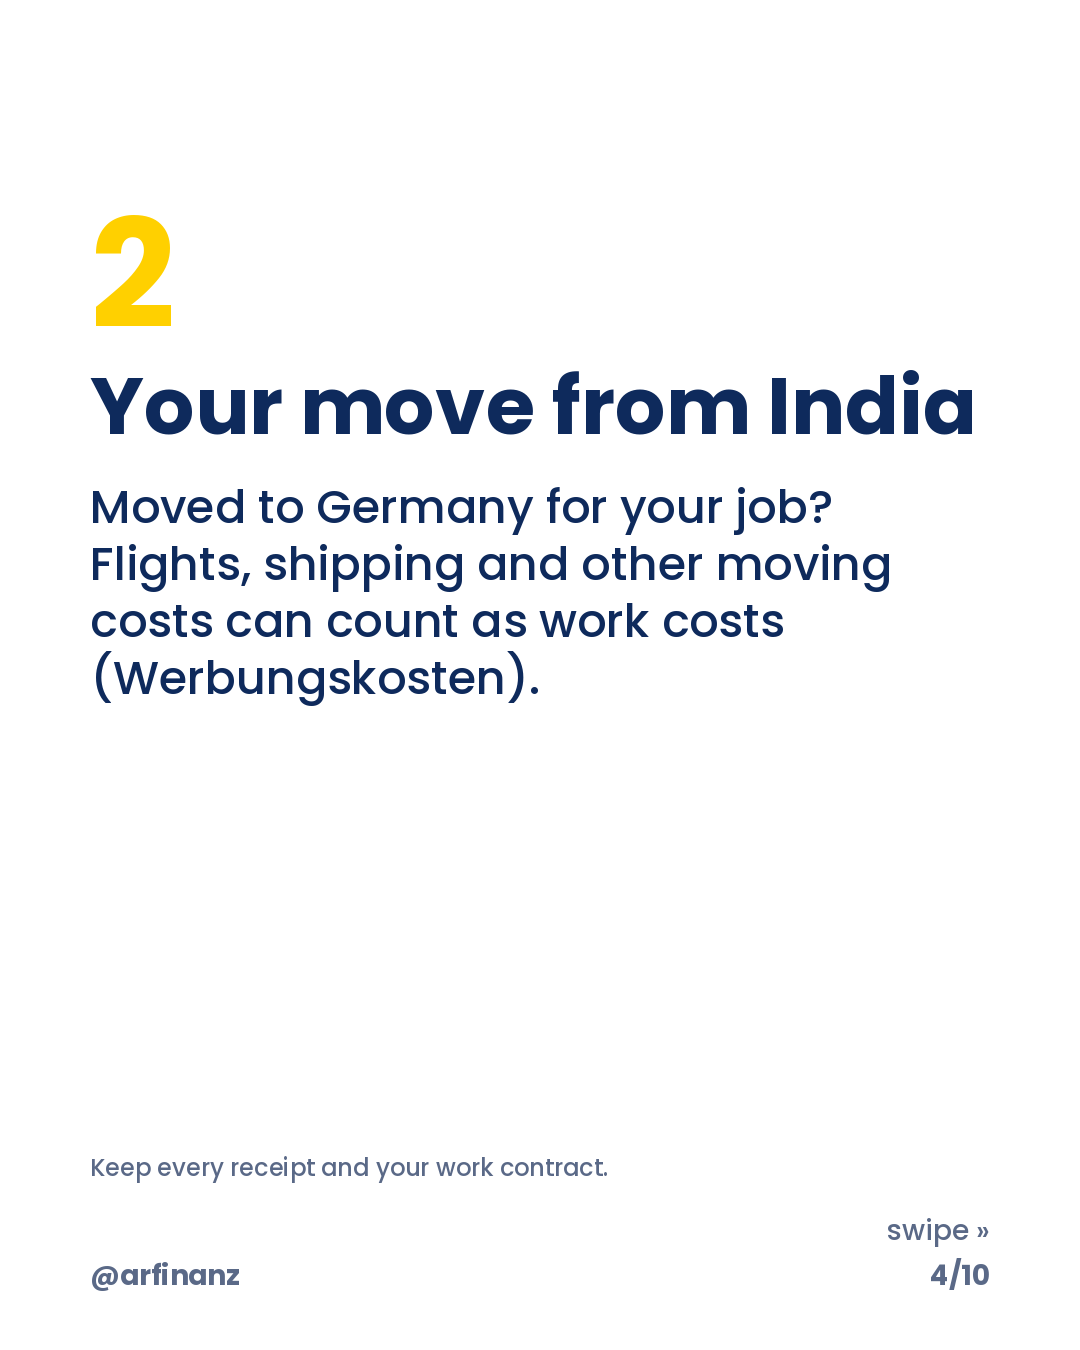 2
Your move from India
Moved to Germany for your job?
Flights, shipping and other moving
costs can count as work costs
(Werbungskosten).
Keep every receipt and your work contract.
swipe »
@arfinanz
4/10